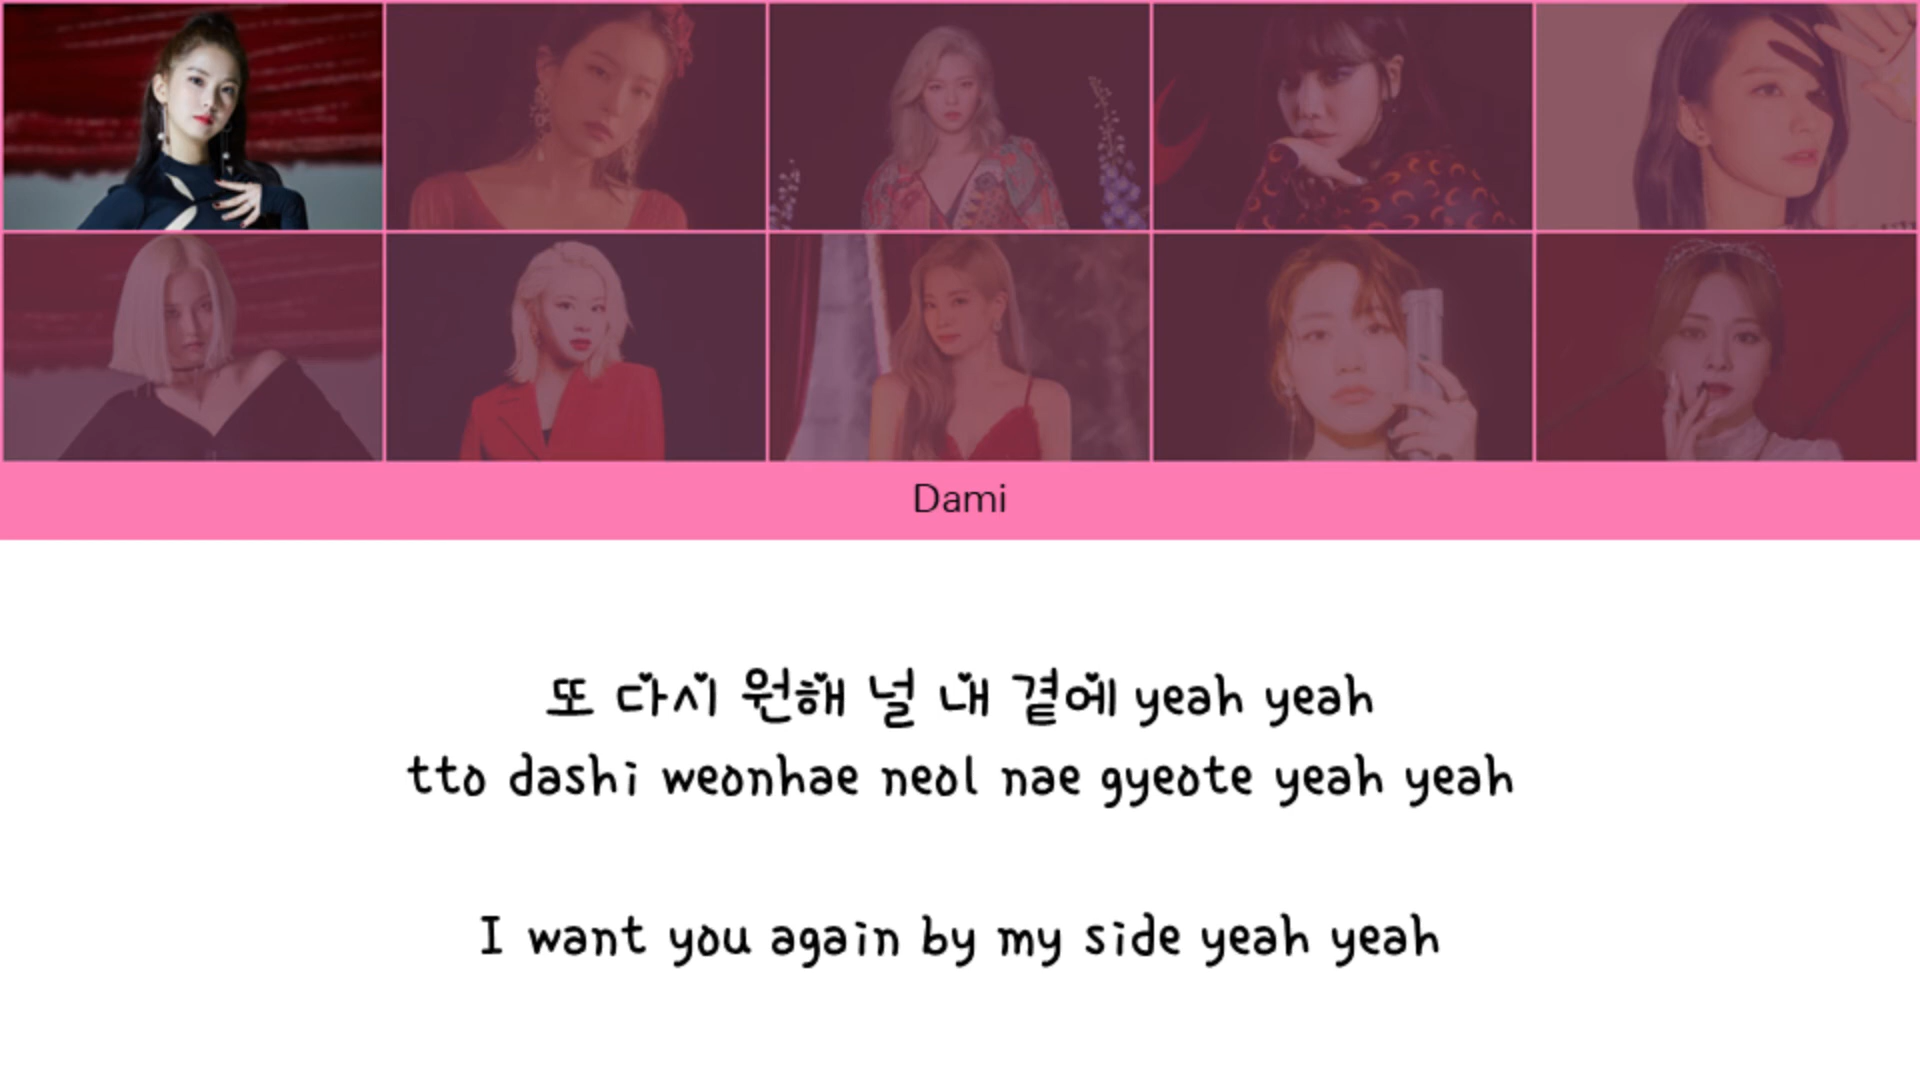 Dami
또 다시 원해 널 내 곁에 yeah yeah
tto dashi weonhae neol nae gyeote yeah yeah
I want you again by my side yeah yeah